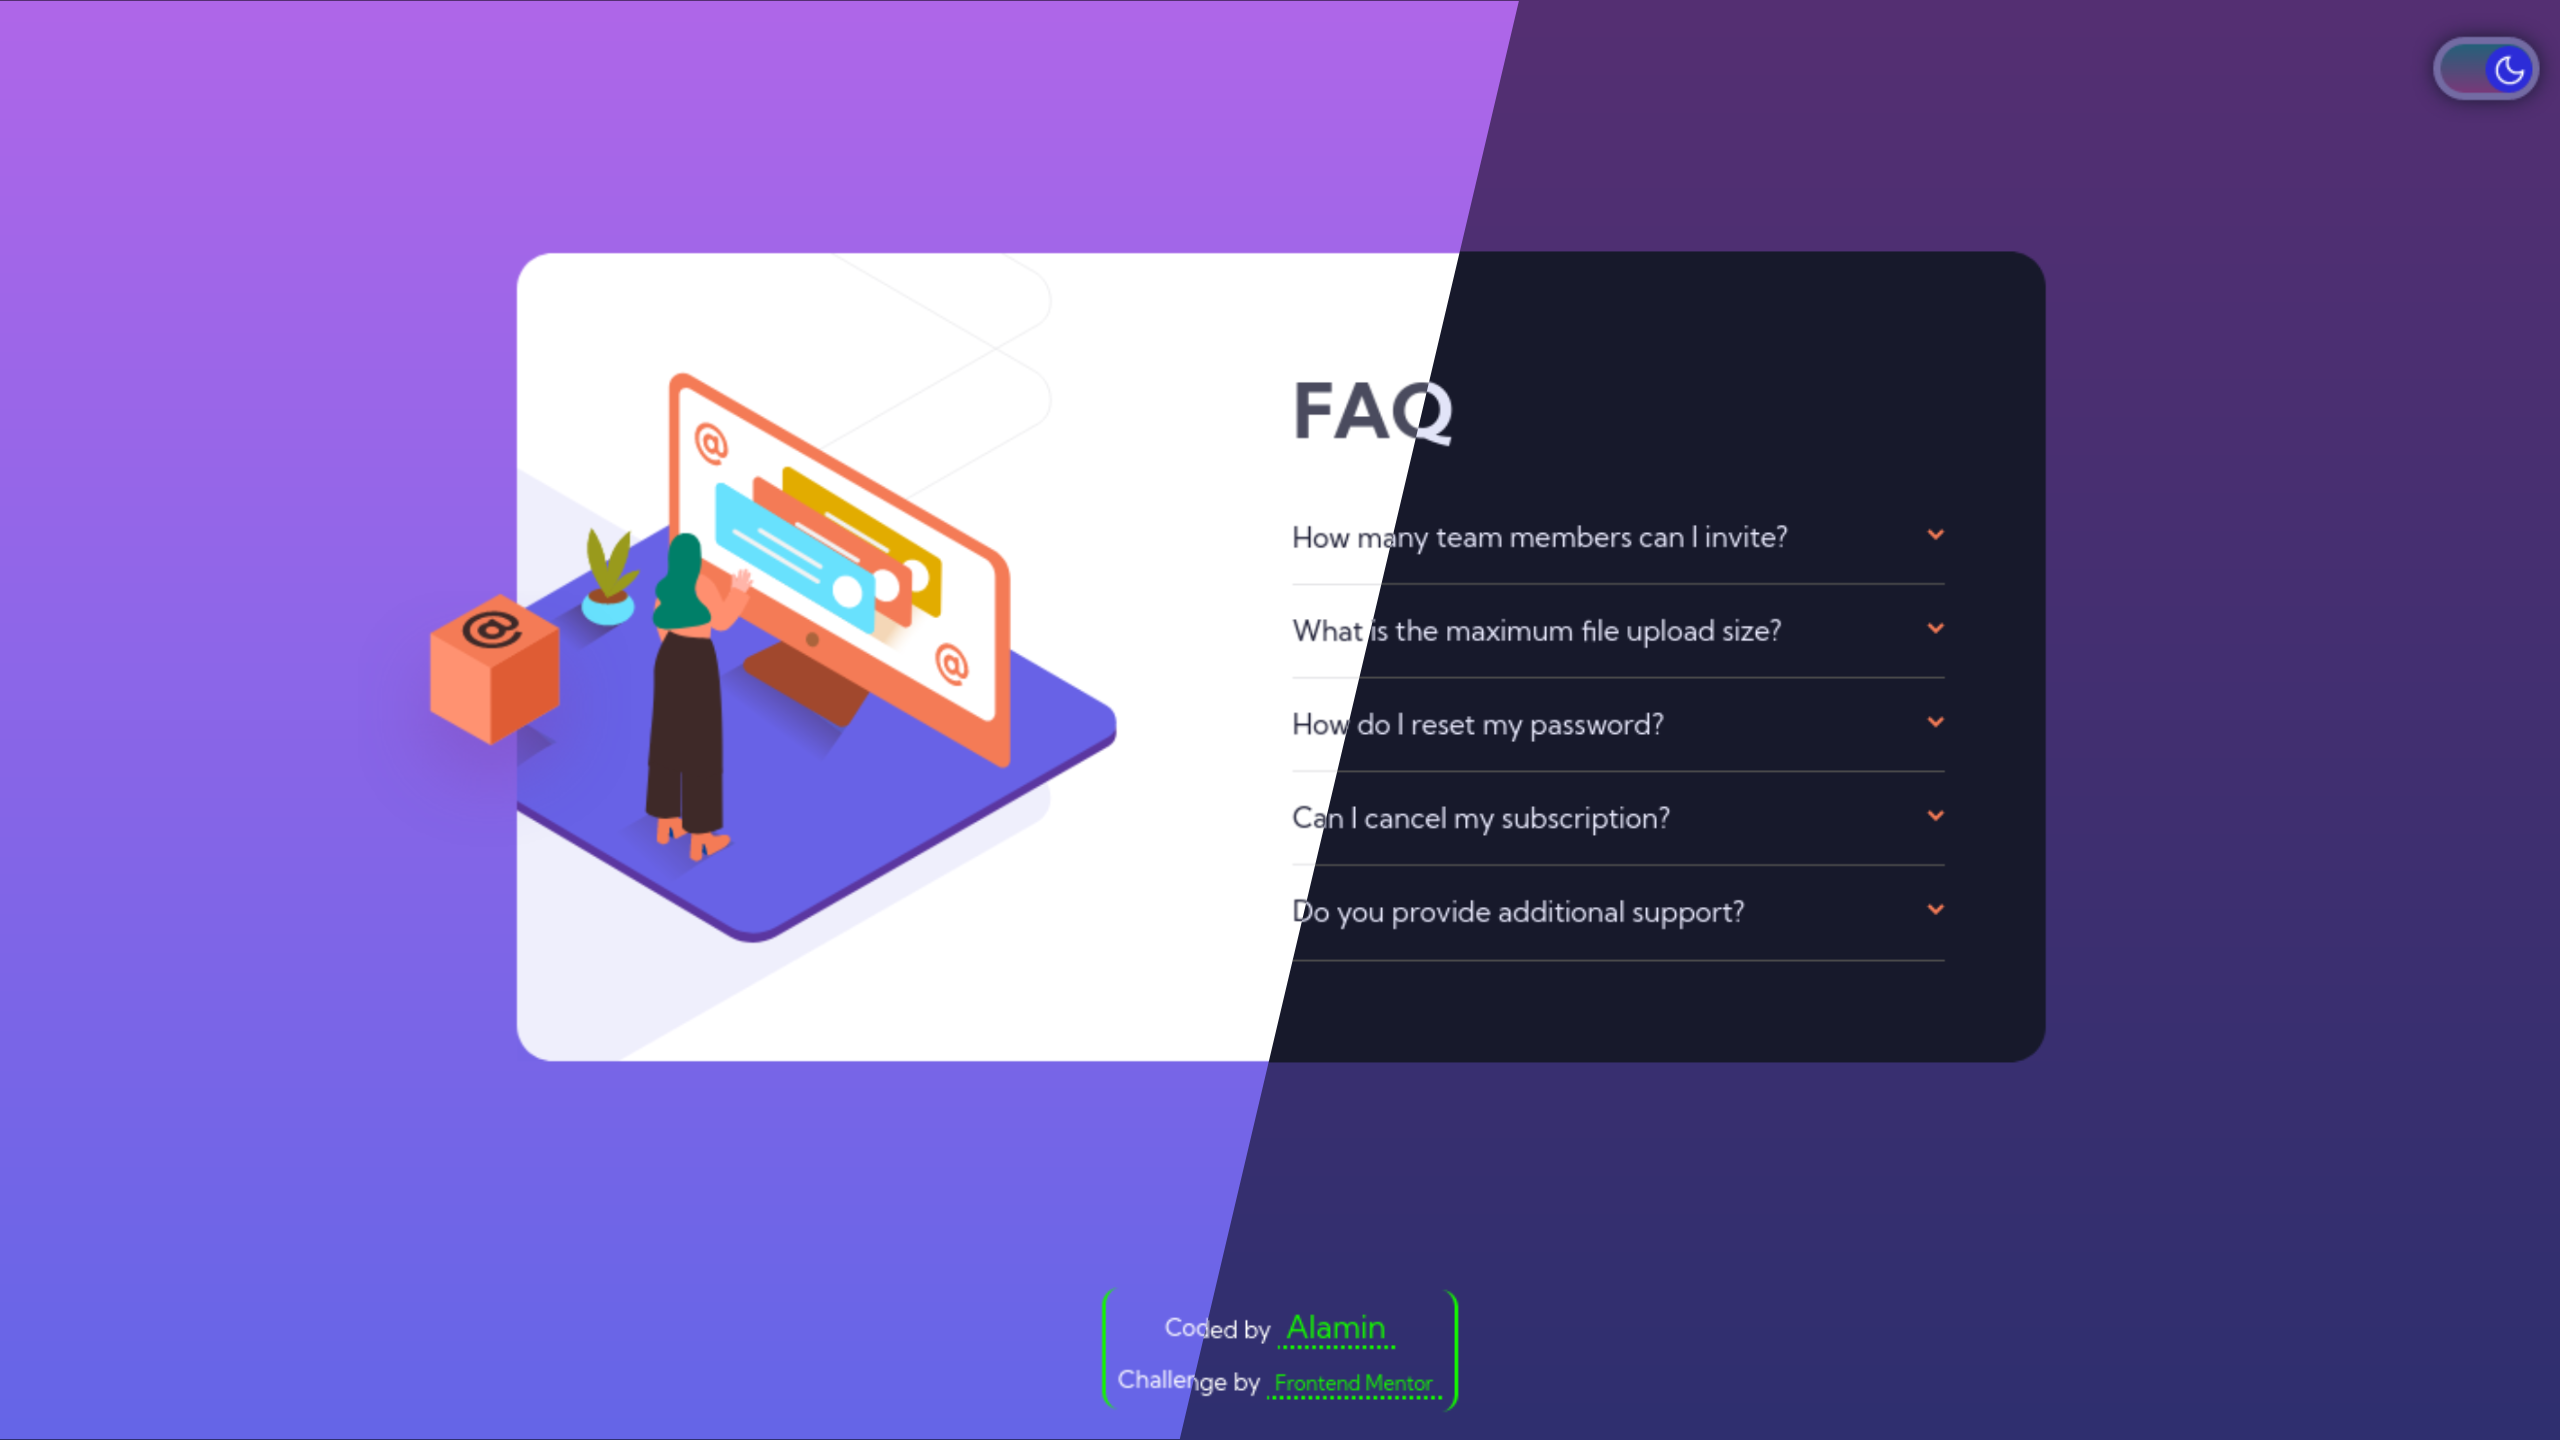 @
@
@
FAQ
How many team members can I invite?
What is the maximum file upload size?
How do I reset my password?
Can I cancel my subscription?
Do you provide additional support?
Coded by Alamin
Challenge by Frontend Mentor